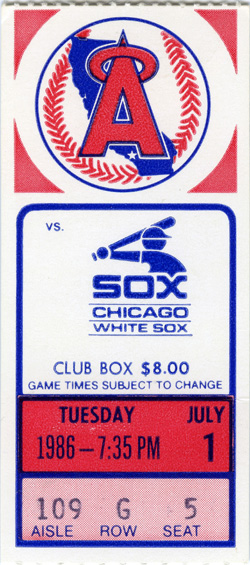 A
VS.
SOX
CHICAGO
WHITE SOX
CLUB BOX $8.00
GAME TIMES SUBJECT TO CHANGE
TUESDAY JULY
1986–7:35 PM 1
109 G 5
AISLE ROW SEAT